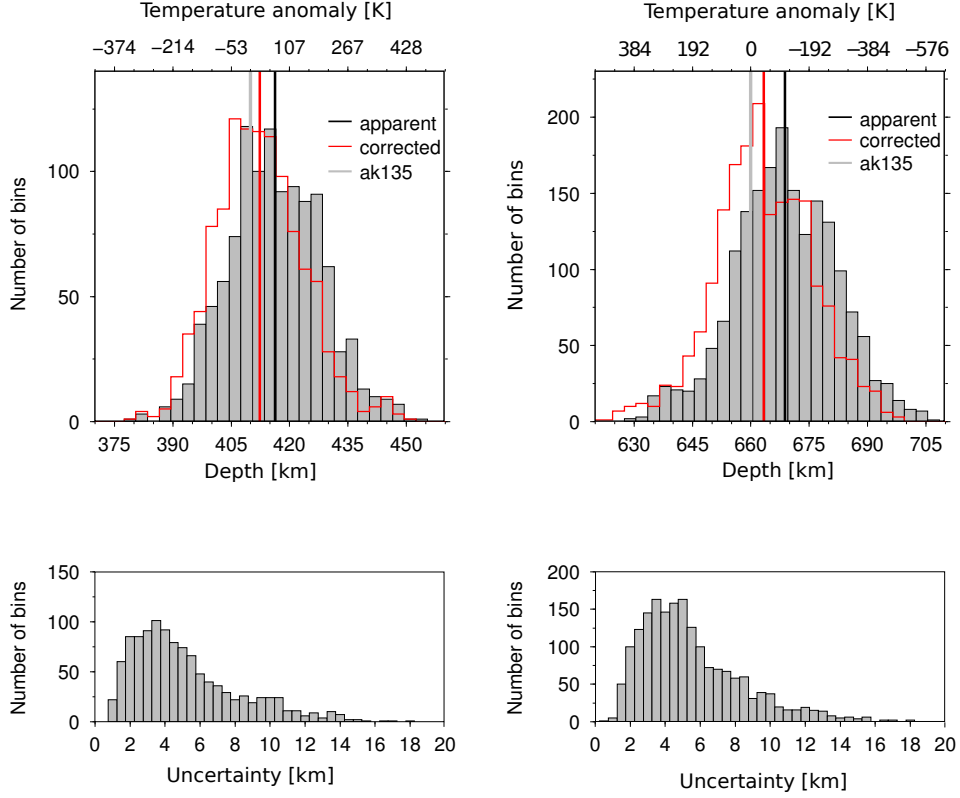 Temperature anomaly [K]
−374 −214 −53 107 267 428
Number of bins
100
50
0
apparent
corrected
ak135
375 390 405 420 435 450
Depth [km]
Temperature anomaly [K]
384 192 0 −192 −384 −576
Number of bins
200
150
100
50
0
apparent
corrected
ak135
630 645 660 675 690 705
Depth [km]
Number of bins
150
100
50
0
0 2 4 6 8 10 12 14 16 18 20
Uncertainty [km]
Number of bins
200
150
100
50
0
0 2 4 6 8 10 12 14 16 18 20
Uncertainty [km]